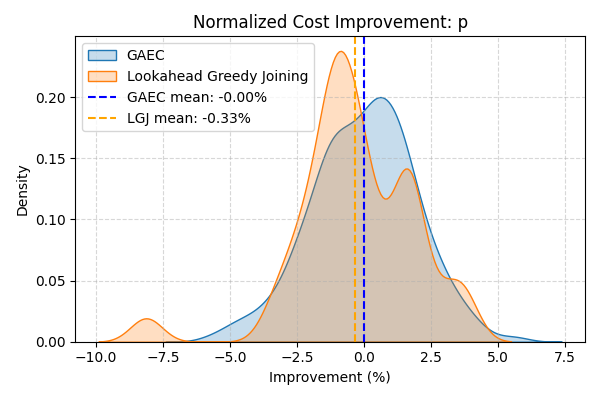 Normalized Cost Improvement: p
GAEC
Lookahead Greedy Joining
GAEC mean: -0.00%
LGJ mean: -0.33%
Density
0.20
0.15
0.10
0.05
0.00
−10.0 −7.5 −5.0 −2.5 0.0 2.5 5.0 7.5
Improvement (%)